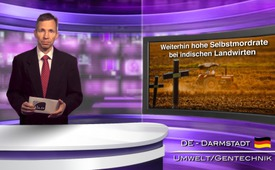 Weiterhin hohe Selbstmordrate
bei indischen Landwirten
DE - DARMSTADT
UMWELT/GENTECHNIK